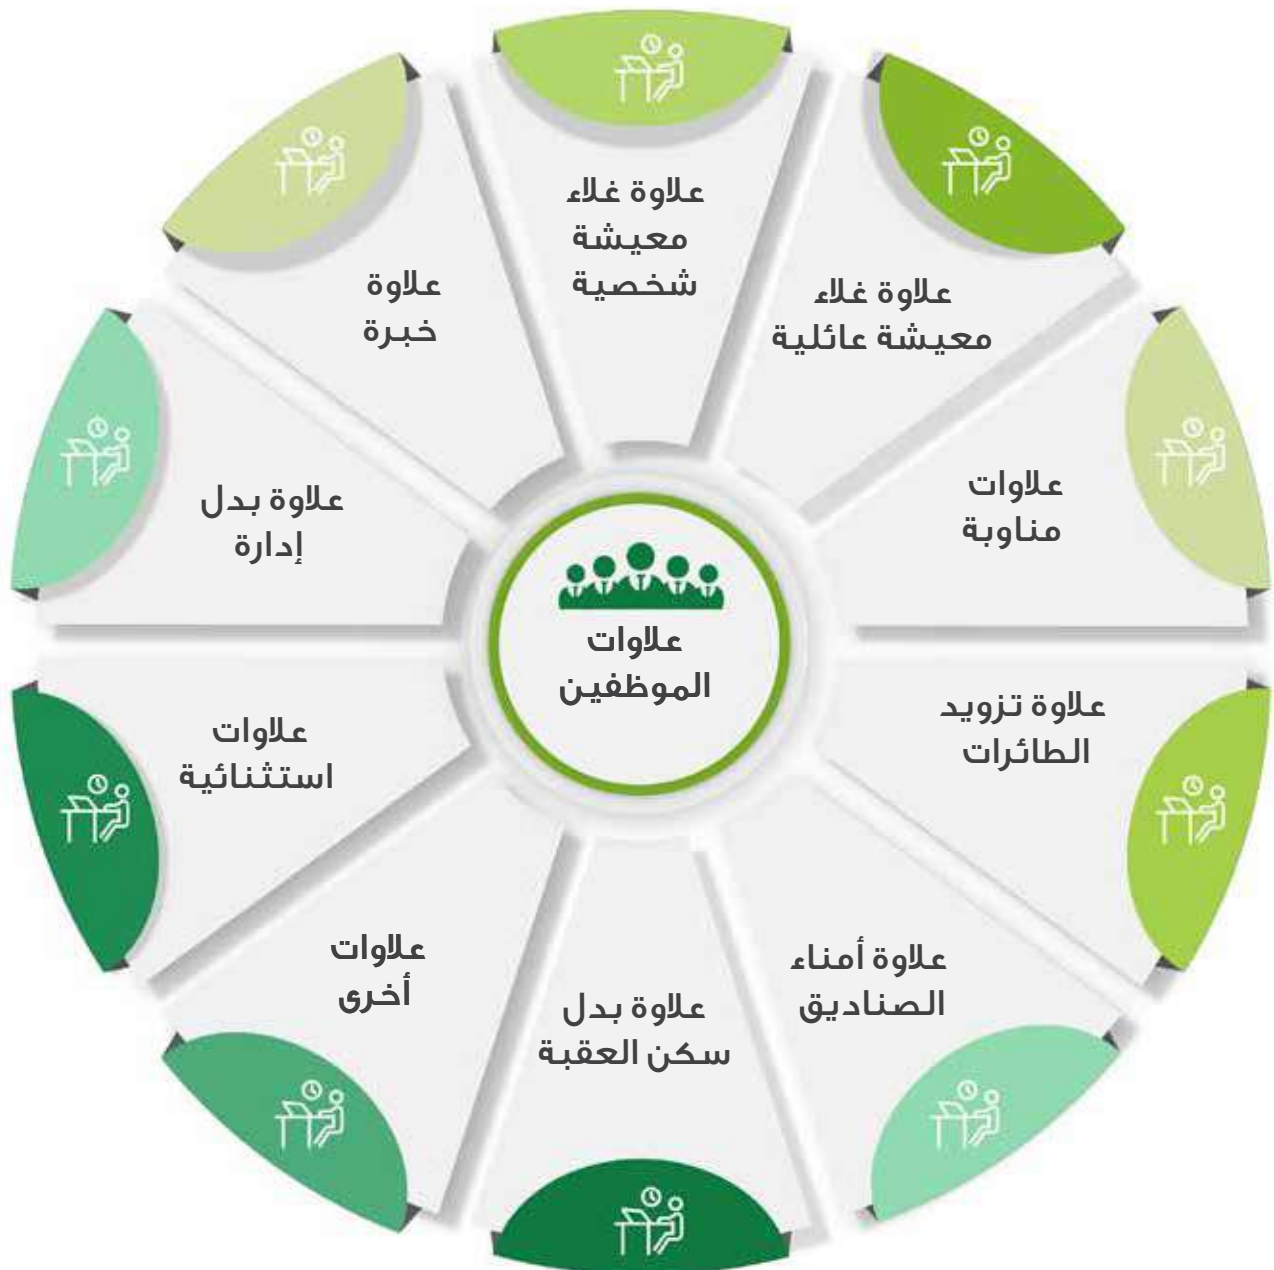 علاوات
الموظفين
علاوة غلاء
معيشة
شخصية
علاوة غلاء
معيشة عائلية
علاوات
مناوبة
علاوة تزويد
الطائرات
علاوة أمناء
الصناديق
علاوة بدل
سكن العقبة
علاوات
أخرى
علاوات
استثنائية
علاوة بدل
إدارة
علاوة
خبرة